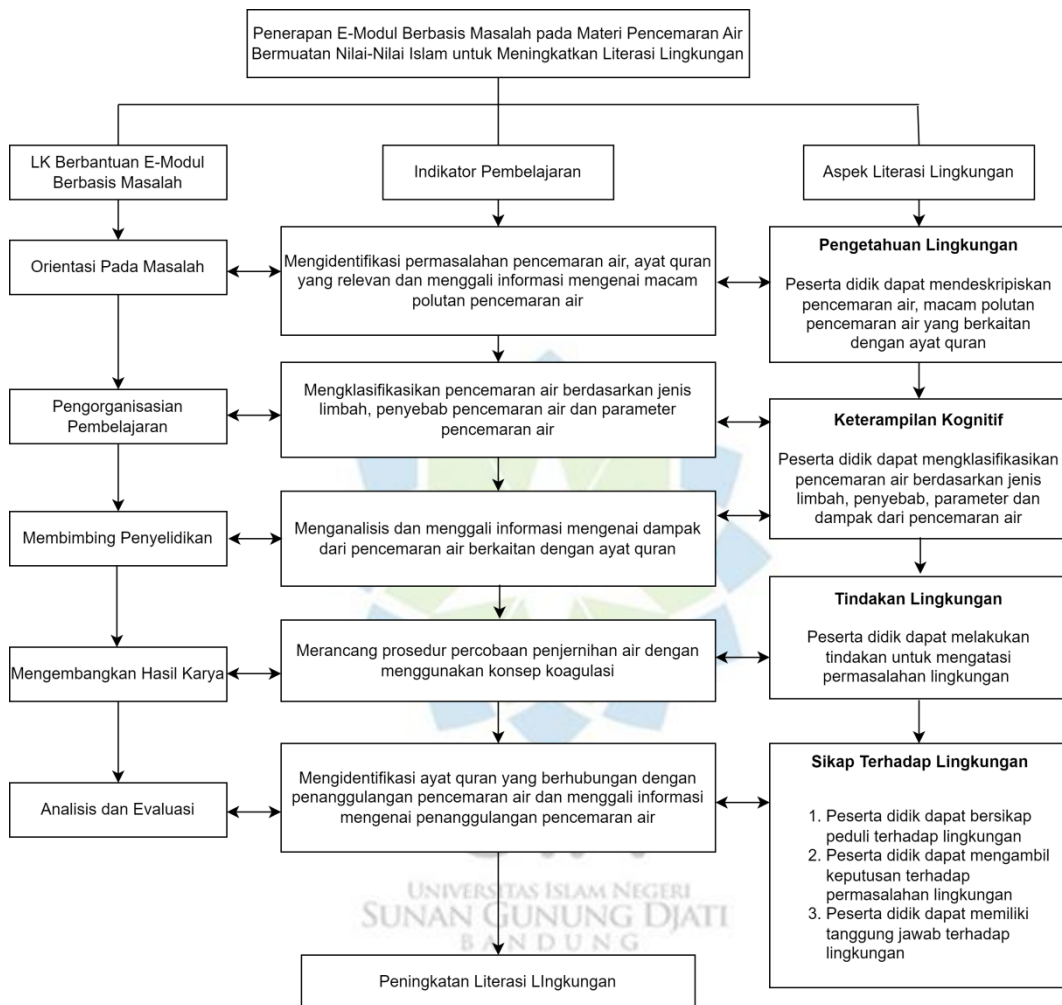 Penerapan E-Modul Berbasis Masalah pada Materi Pencemaran Air
Bermuatan Nilai-Nilai Islam untuk Meningkatkan Literasi Lingkungan
LK Berbantuan E-Modul
Berbasis Masalah
Indikator Pembelajaran
Aspek Literasi Lingkungan
Orientasi Pada Masalah
Mengidentifikasi permasalahan pencemaran air, ayat quran
yang relevan dan menggali informasi mengenai macam
polutan pencemaran air
Pengetahuan Lingkungan
Peserta didik dapat mendeskripiskan
pencemaran air, macam polutan
pencemaran air yang berkaitan
dengan ayat quran
Pengorganisasian
Pembelajaran
Mengklasifikasikan pencemaran air berdasarkan jenis
limbah, penyebab pencemaran air dan parameter
pencemaran air
Keterampilan Kognitif
Peserta didik dapat mengklasifikasikan
pencemaran air berdasarkan jenis
limbah, penyebab, parameter dan
dampak dari pencemaran air
Membimbing Penyelidikan
Menganalisis dan menggali informasi mengenai dampak
dari pencemaran air berkaitan dengan ayat quran
Tindakan Lingkungan
Peserta didik dapat melakukan
tindakan untuk mengatasi
permasalahan lingkungan
Mengembangkan Hasil Karya
Merancang prosedur percobaan penjernihan air dengan
menggunakan konsep koagulasi
Analisis dan Evaluasi
Mengidentifikasi ayat quran yang berhubungan dengan
penanggulangan pencemaran air dan menggali informasi
mengenai penanggulangan pencemaran air
Sikap Terhadap Lingkungan
1. Peserta didik dapat bersikap
peduli terhadap lingkungan
2. Peserta didik dapat mengambil
keputusan terhadap
permasalahan lingkungan
3. Peserta didik dapat memiliki
tanggung jawab terhadap
lingkungan
UNIVERSITAS ISLAM NEGERI
SUNAN GUNUNG DJATI
BANDUNG
Peningkatan Literasi LIngkungan